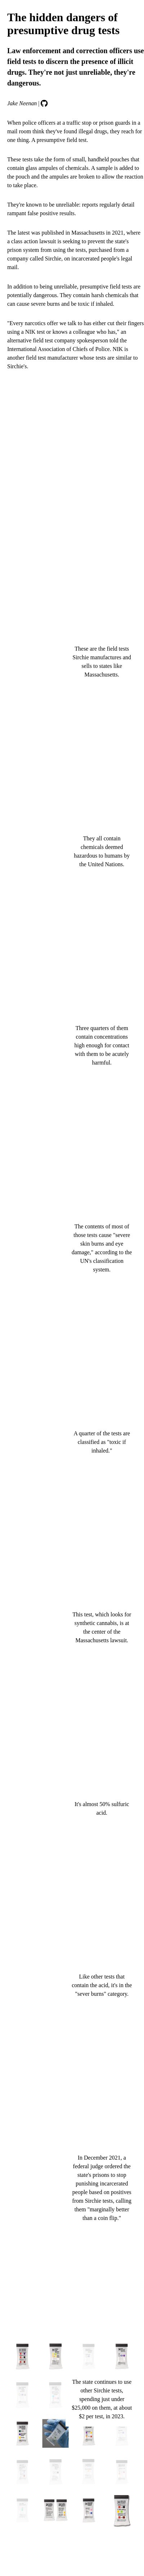 The hidden dangers of
presumptive drug tests
Law enforcement and correction officers use
field tests to discern the presence of illicit
drugs. They're not just unreliable, they're
dangerous.
Jake Neenan |
When police officers at a traffic stop or prison guards in a
mail room think they've found illegal drugs, they reach for
one thing. A presumptive field test.
These tests take the form of small, handheld pouches that
contain glass ampules of chemicals. A sample is added to
the pouch and the ampules are broken to allow the reaction
to take place.
They're known to be unreliable: reports regularly detail
rampant false positive results.
The latest was published in Massachusetts in 2021, where
a class action lawsuit is seeking to prevent the state's
prison system from using the tests, purchased from a
company called Sirchie, on incarcerated people's legal
mail.
In addition to being unreliable, presumptive field tests are
potentially dangerous. They contain harsh chemicals that
can cause severe burns and be toxic if inhaled.
"Every narcotics offer we talk to has either cut their fingers
using a NIK test or knows a colleague who has," an
alternative field test company spokesperson told the
International Association of Chiefs of Police. NIK is
another field test manufacturer whose tests are similar to
Sirchie's.
These are the field tests
Sirchie manufactures and
sells to states like
Massachusetts.
They all contain
chemicals deemed
hazardous to humans by
the United Nations.
Three quarters of them
contain concentrations
high enough for contact
with them to be acutely
harmful.
The contents of most of
those tests cause "severe
skin burns and eye
damage," according to the
UN's classification
system.
A quarter of the tests are
classified as "toxic if
inhaled."
This test, which looks for
synthetic cannabis, is at
the center of the
Massachusetts lawsuit.
It's almost 50% sulfuric
acid.
Like other tests that
contain the acid, it's in the
"sever burns" category.
In December 2021, a
federal judge ordered the
state's prisons to stop
punishing incarcerated
people based on positives
from Sirchie tests, calling
them "marginally better
than a coin flip."
The state continues to use
other Sirchie tests,
spending just under
$25,000 on them, at about
$2 per test, in 2023.